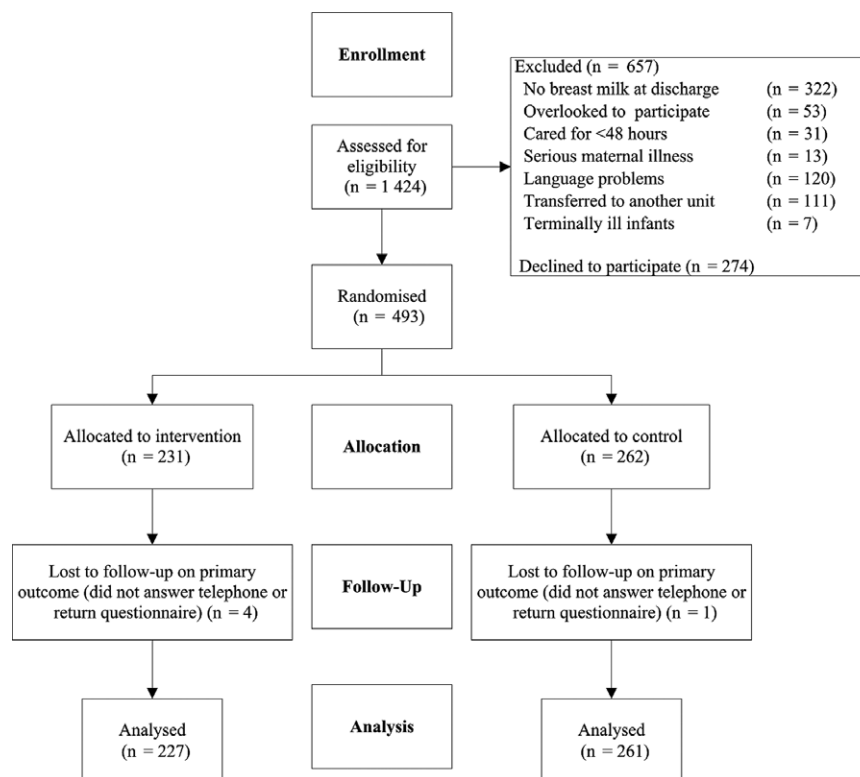 Enrollment
Excluded (n = 657)
No breast milk at discharge (n = 322)
Overlooked to participate (n = 53)
Cared for <48 hours (n = 31)
Serious maternal illness (n = 13)
Language problems (n = 120)
Transferred to another unit (n = 111)
Terminally ill infants (n = 7)
Declined to participate (n = 274)
Assessed for
eligibility
(n = 1 424)
Randomised
(n = 493)
Allocated to intervention
(n = 231)
Allocation
Allocated to control
(n = 262)
Lost to follow-up on primary
outcome (did not answer telephone or
return questionnaire) (n = 4)
Follow-Up
Lost to follow-up on primary
outcome (did not answer telephone or
return questionnaire) (n = 1)
Analysed
(n = 227)
Analysis
Analysed
(n = 261)